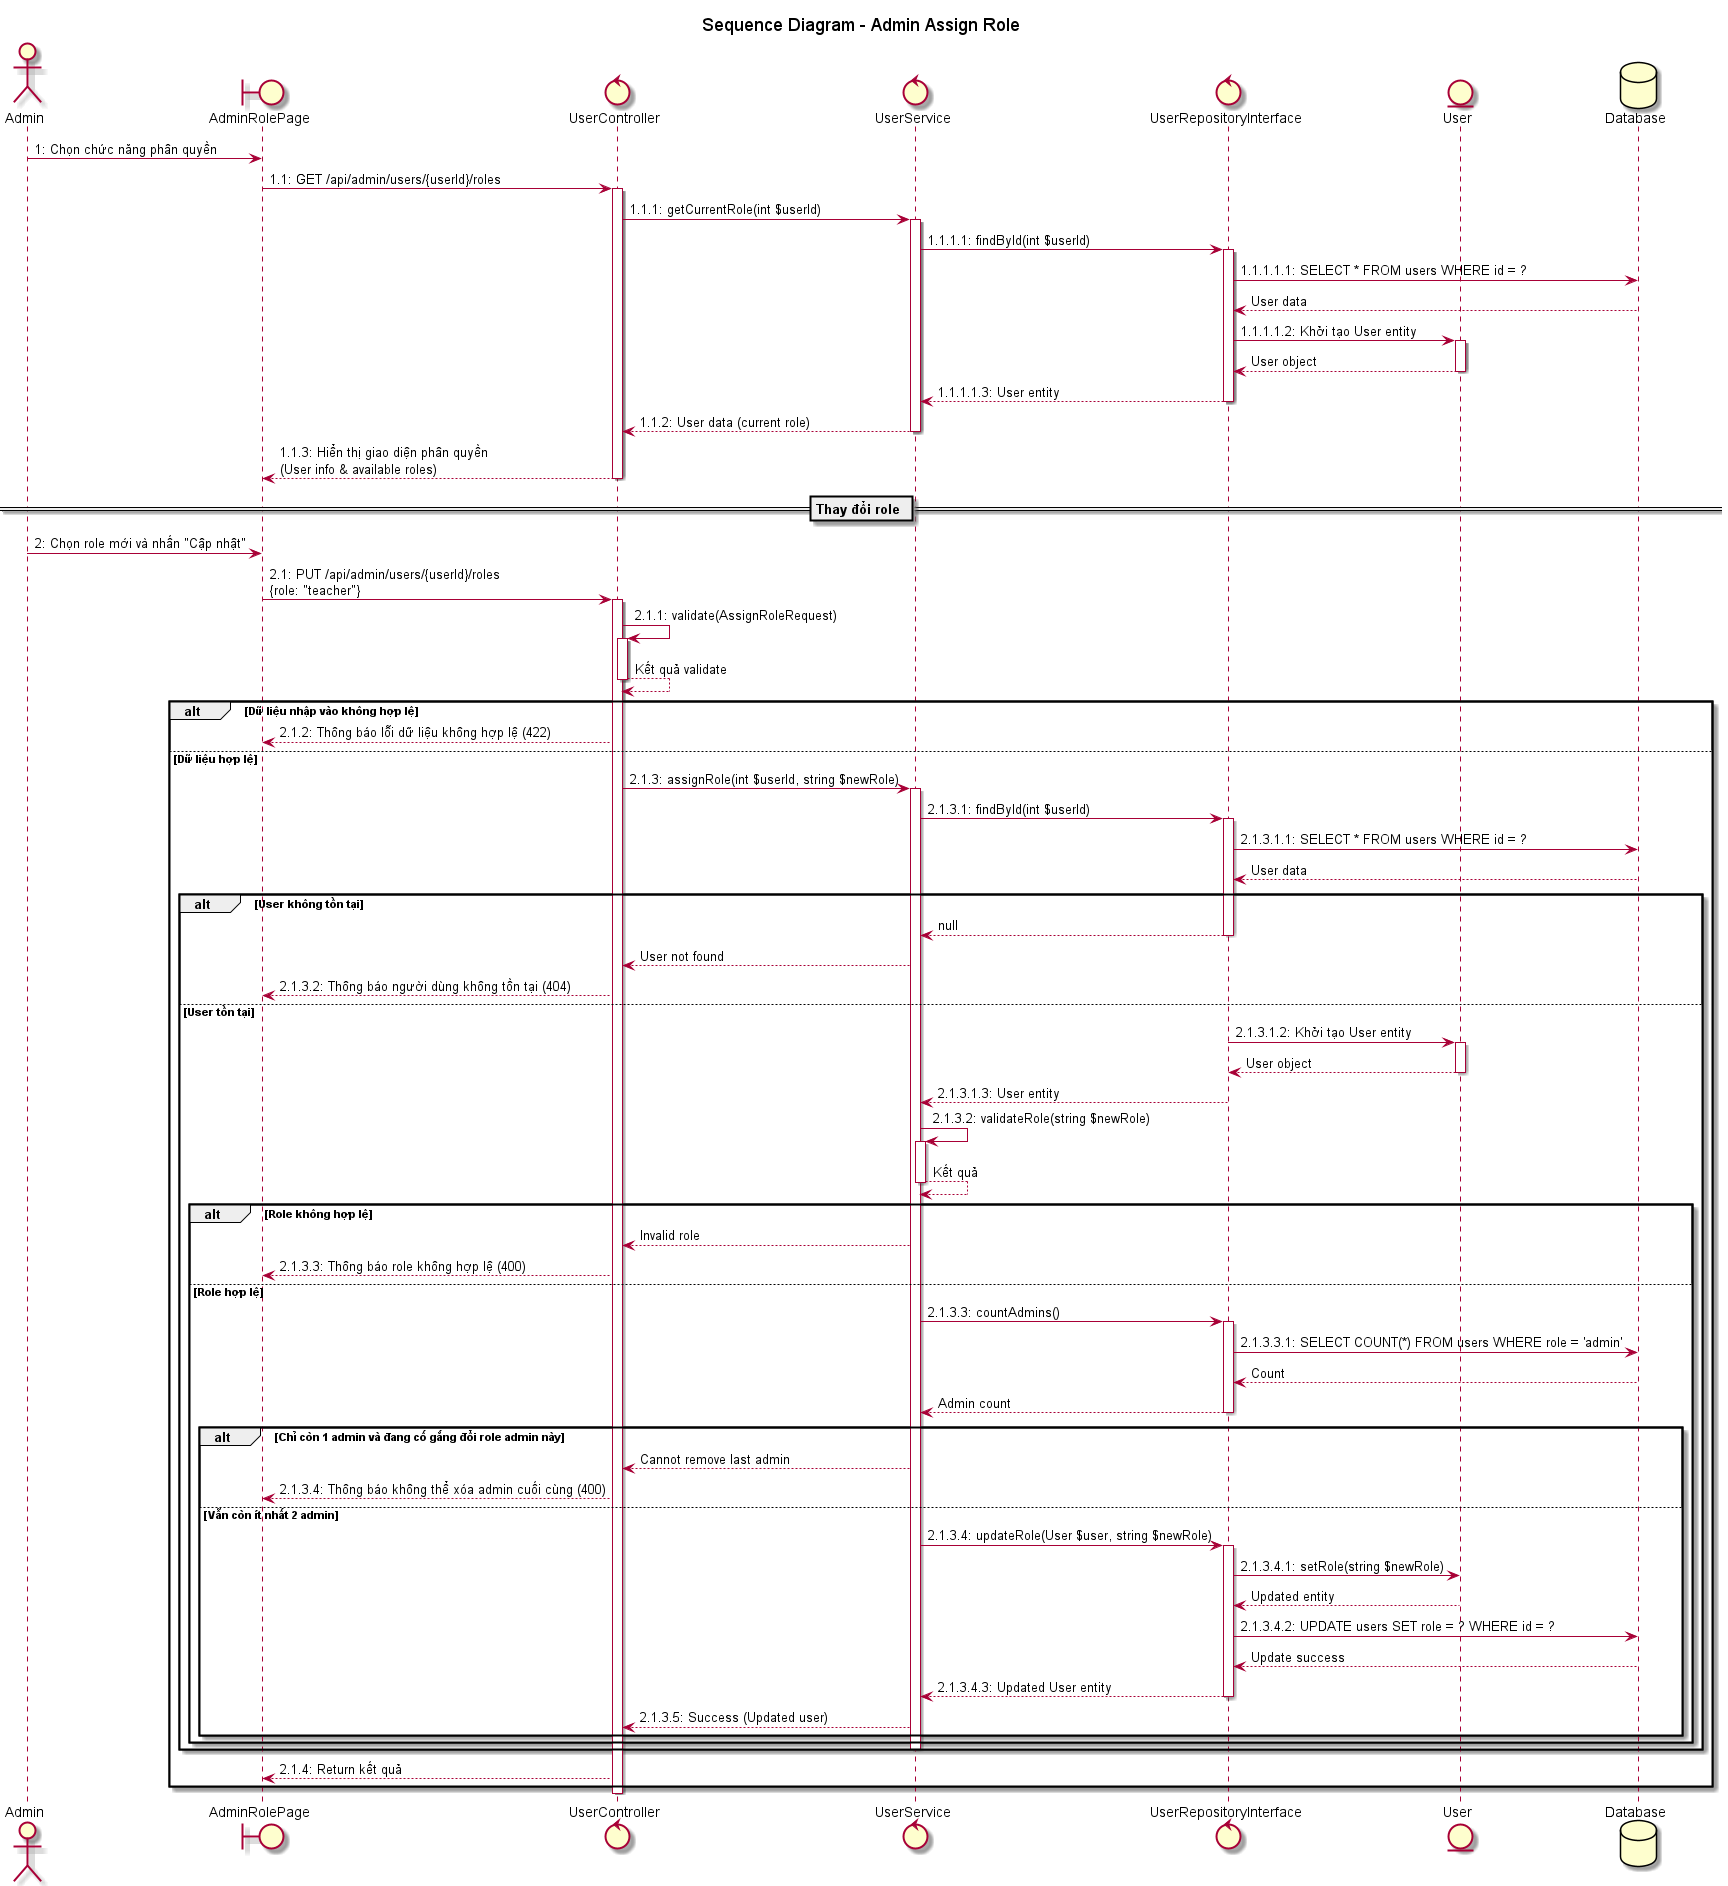 Sequence Diagram - Admin Assign Role
Admin
AdminRolePage
UserController
UserService
UserRepositoryInterface
User
Database
1: Chọn chức năng phân quyền
1.1: GET /api/admin/users/{userId}/roles
1.1.1: getCurrentRole(int $userId)
1.1.1.1: findById(int $userId)
1.1.1.1.1: SELECT * FROM users WHERE id = ?
User data
1.1.1.1.2: Khởi tạo User entity
User object
1.1.1.1.3: User entity
1.1.2: User data (current role)
1.1.3: Hiển thị giao diện phân quyền
(User info & available roles)
Thay đổi role
2: Chọn role mới và nhấn "Cập nhật"
2.1: PUT /api/admin/users/{userId}/roles
{role: "teacher"}
2.1.1: validate(AssignRoleRequest)
Kết quả validate
alt [Dữ liệu nhập vào không hợp lệ]
2.1.2: Thông báo lỗi dữ liệu không hợp lệ (422)
[Dữ liệu hợp lệ]
2.1.3: assignRole(int $userId, string $newRole)
2.1.3.1: findById(int $userId)
2.1.3.1.1: SELECT * FROM users WHERE id = ?
User data
alt [User không tồn tại]
null
User not found
2.1.3.2: Thông báo người dùng không tồn tại (404)
[User tồn tại]
2.1.3.1.2: Khởi tạo User entity
User object
2.1.3.1.3: User entity
2.1.3.2: validateRole(string $newRole)
Kết quả
alt [Role không hợp lệ]
Invalid role
2.1.3.3: Thông báo role không hợp lệ (400)
[Role hợp lệ]
2.1.3.3: countAdmins()
2.1.3.3.1: SELECT COUNT(*) FROM users WHERE role = 'admin'
Count
Admin count
alt [Chỉ còn 1 admin và đang cố gắng đổi role admin này]
Cannot remove last admin
2.1.3.4: Thông báo không thể xóa admin cuối cùng (400)
[Vẫn còn ít nhất 2 admin]
2.1.3.4: updateRole(User $user, string $newRole)
2.1.3.4.1: setRole(string $newRole)
Updated entity
2.1.3.4.2: UPDATE users SET role = ? WHERE id = ?
Update success
2.1.3.4.3: Updated User entity
2.1.3.5: Success (Updated user)
2.1.4: Return kết quả
Admin
AdminRolePage
UserController
UserService
UserRepositoryInterface
User
Database